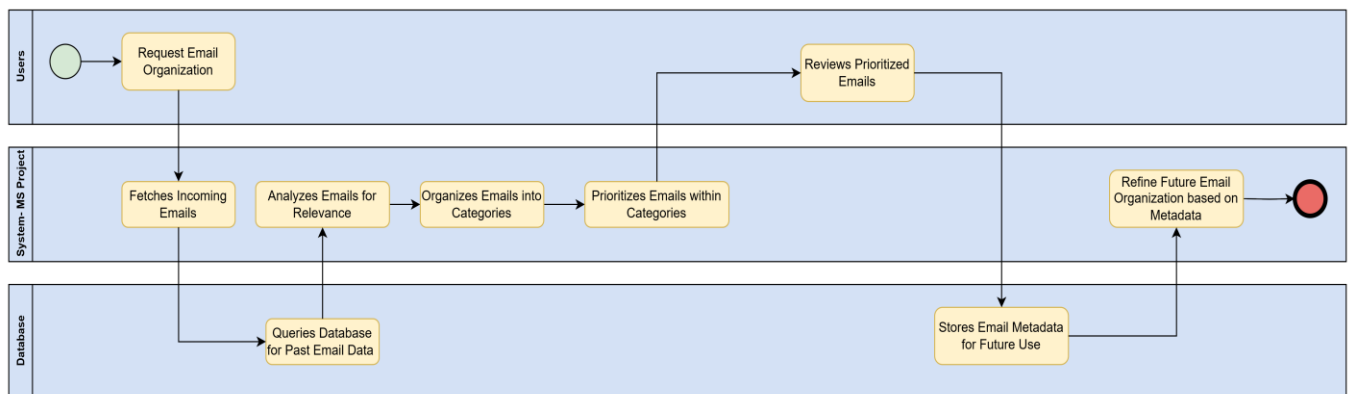 Users
Request Email
Organization
Reviews Prioritized
Emails
System- MS Project
Fetches Incoming
Emails
Analyzes Emails for
Relevance
Organizes Emails into
Categories
Prioritizes Emails within
Categories
Refine Future Email
Organization based on
Metadata
Database
Queries Database
for Past Email Data
Stores Email Metadata
for Future Use